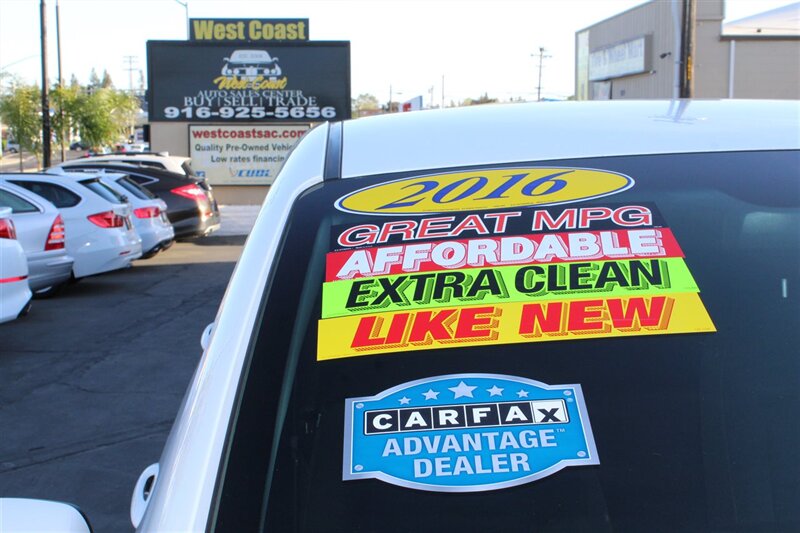 West Coast
West Coast
AUTO SALES CENTER
BUY | SELL | TRADE
916-925-5656
westcoastsac.com
Quality Pre-Owned Vehicles
Low rates financing
2016
GREAT MPG
AFFORDABLE
EXTRA CLEAN
LIKE NEW
CARFAX
ADVANTAGE™
DEALER